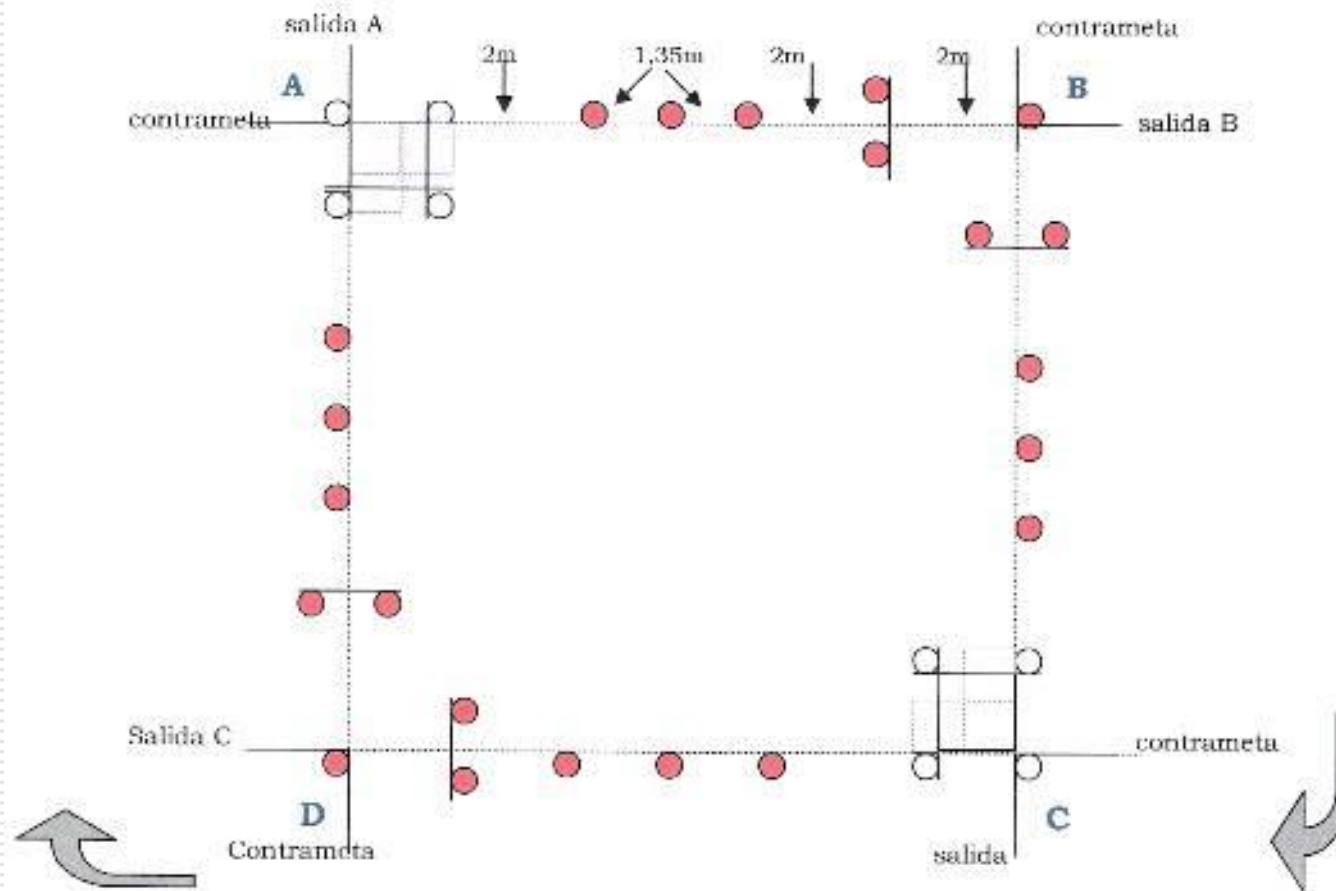 salida A
contrameta
2m
1,35m
2m
2m
A
B
contrameta
salida B
Salida C
contrameta
D
C
Contrameta
salida